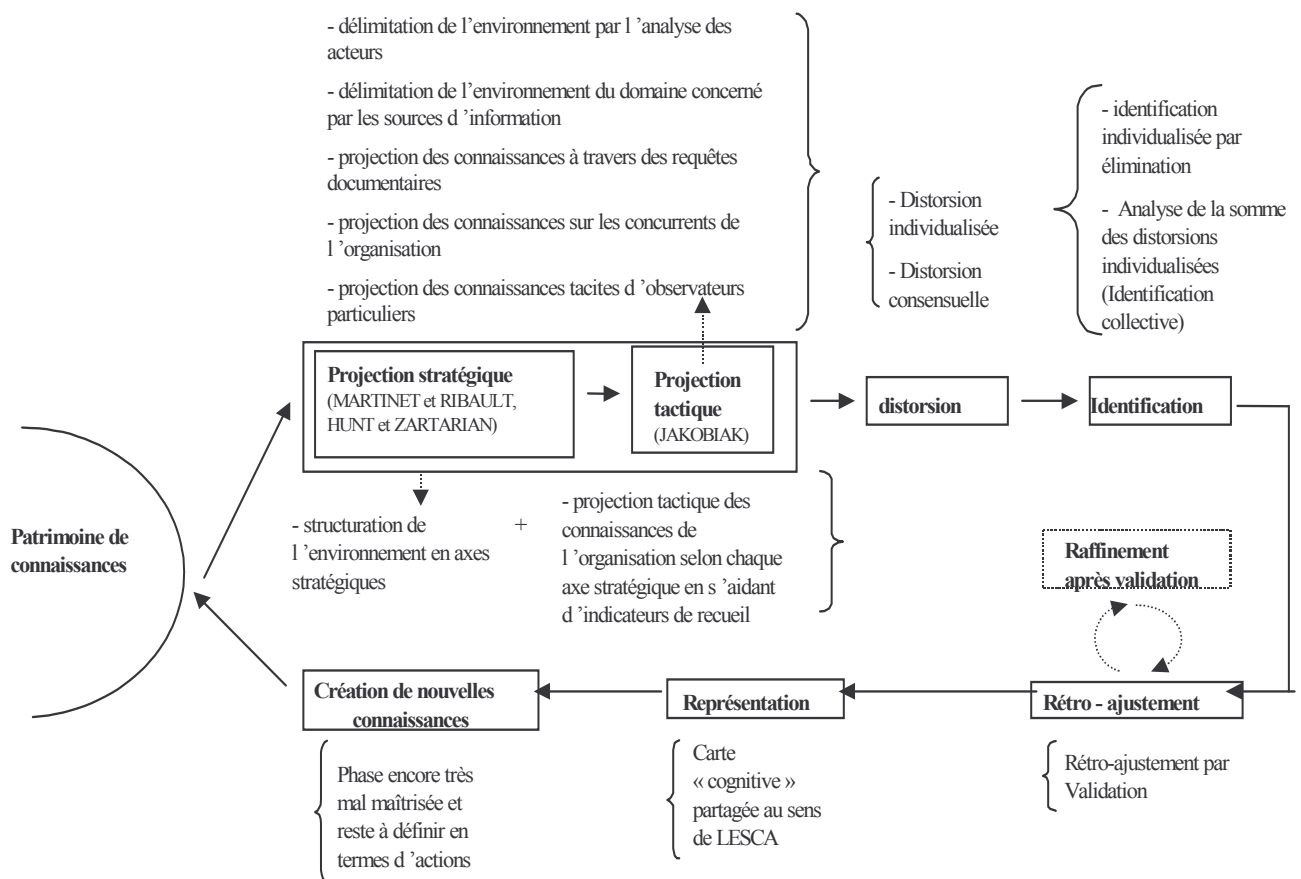 - délimitation de l’environnement par l ’analyse des
acteurs
- délimitation de l’environnement du domaine concerné
par les sources d ’information
- projection des connaissances à travers des requêtes
documentaires
- projection des connaissances sur les concurrents de
l ’organisation
- projection des connaissances tacites d ’observateurs
particuliers
- Distorsion
individualisée
- Distorsion
consensuelle
- identification
individualisée par
élimination
- Analyse de la somme
des distorsions
individualisées
(Identification
collective)
Projection stratégique
(MARTINET et RIBAULT,
HUNT et ZARTARIAN)
Projection
tactique
(JAKOBIAK)
distorsion
Identification
Patrimoine de
connaissances
- structuration de
l ’environnement en axes
stratégiques
+
- projection tactique des
connaissances de
l ’organisation selon chaque
axe stratégique en s ’aidant
d ’indicateurs de recueil
Raffinement
après validation
Création de nouvelles
connaissances
Représentation
Rétro - ajustement
Phase encore très
mal maîtrisée et
reste à définir en
termes d ’actions
Carte
« cognitive »
partagée au sens
de LESCA
Rétro-ajustement par
Validation